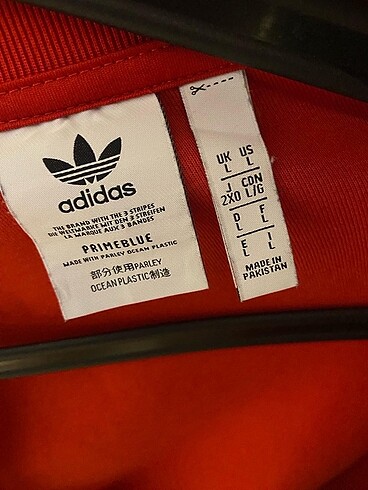 adidas
THE BRAND WITH THE 3 STRIPES
DIE WELTMARKE MIT DEN 3 STREIFEN
LA MARQUE AUX 3 BANDES
PRIMEBLUE
MADE WITH PARLEY OCEAN PLASTIC
部分使用PARLEY
OCEAN PLASTIC制造
UK US
L L
J CDN
2XO L/G
D F
L L
E I
L L
MADE IN
PAKISTAN